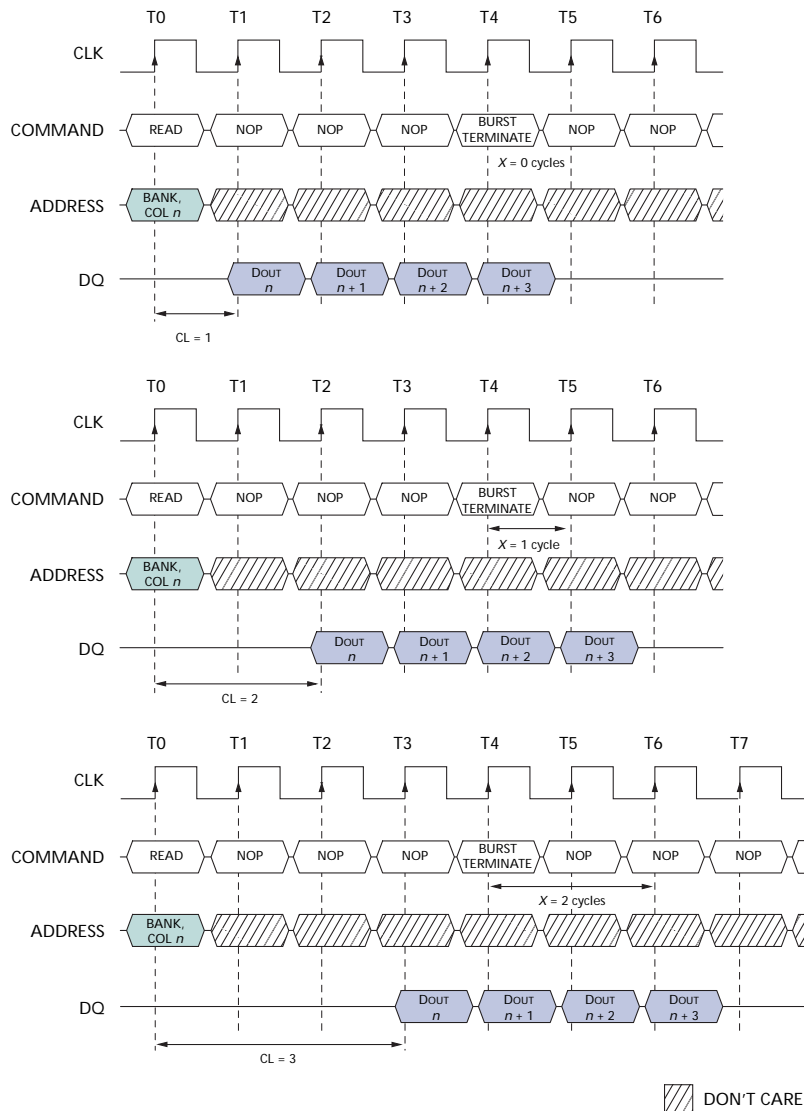 T0 T1 T2 T3 T4 T5 T6
CLK
COMMAND READ NOP NOP NOP BURST TERMINATE NOP NOP
X = 0 cycles
ADDRESS BANK, COL n
DQ DOUT n DOUT n + 1 DOUT n + 2 DOUT n + 3
CL = 1
T0 T1 T2 T3 T4 T5 T6
CLK
COMMAND READ NOP NOP NOP BURST TERMINATE NOP NOP
X = 1 cycle
ADDRESS BANK, COL n
DQ DOUT n DOUT n + 1 DOUT n + 2 DOUT n + 3
CL = 2
T0 T1 T2 T3 T4 T5 T6 T7
CLK
COMMAND READ NOP NOP NOP BURST TERMINATE NOP NOP NOP
X = 2 cycles
ADDRESS BANK, COL n
DQ DOUT n DOUT n + 1 DOUT n + 2 DOUT n + 3
CL = 3
DON'T CARE